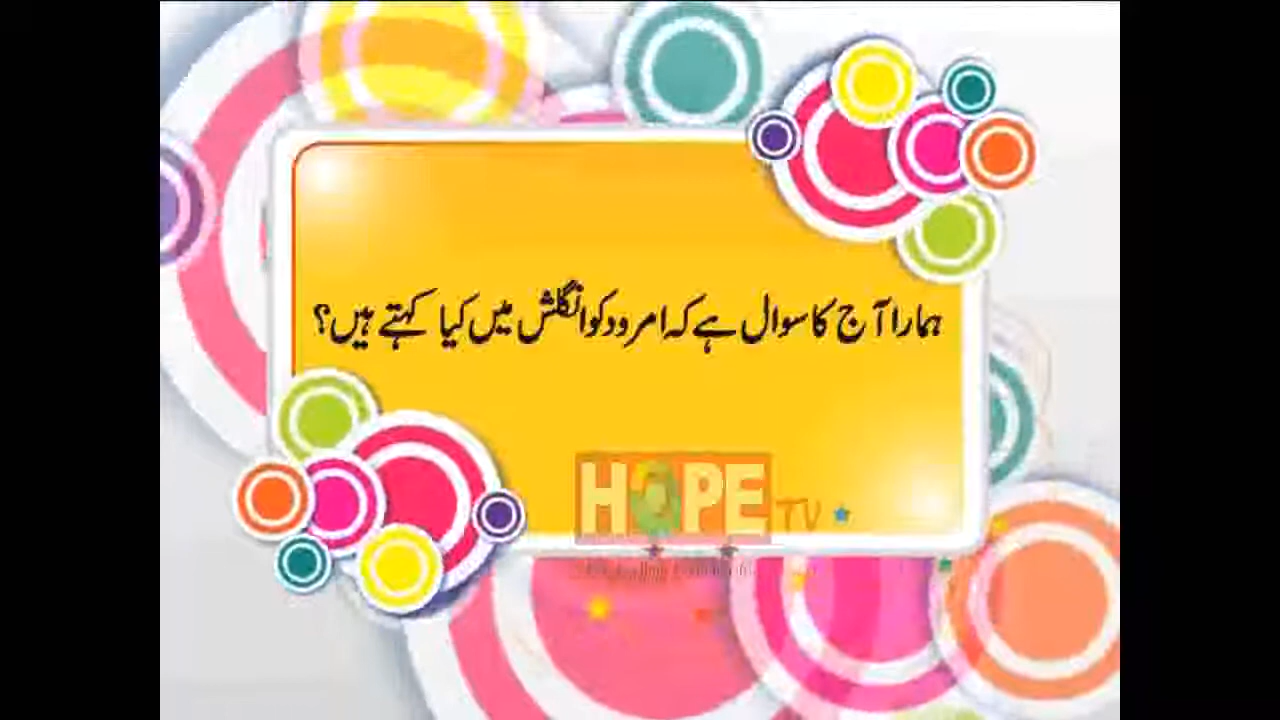 ہمارا آج کا سوال ہے کہ امرود کو انگلش میں کیا کہتے ہیں؟
HOPE TV